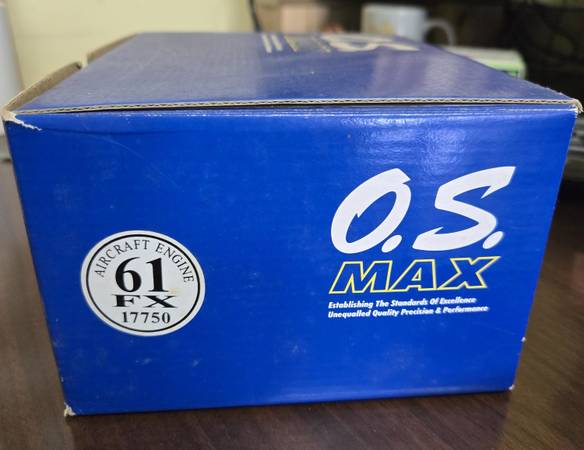 AIRCRAFT ENGINE
61
FX
17750
O.S.
MAX
Establishing The Standards Of Excellence
Unequalled Quality Precision & Performance